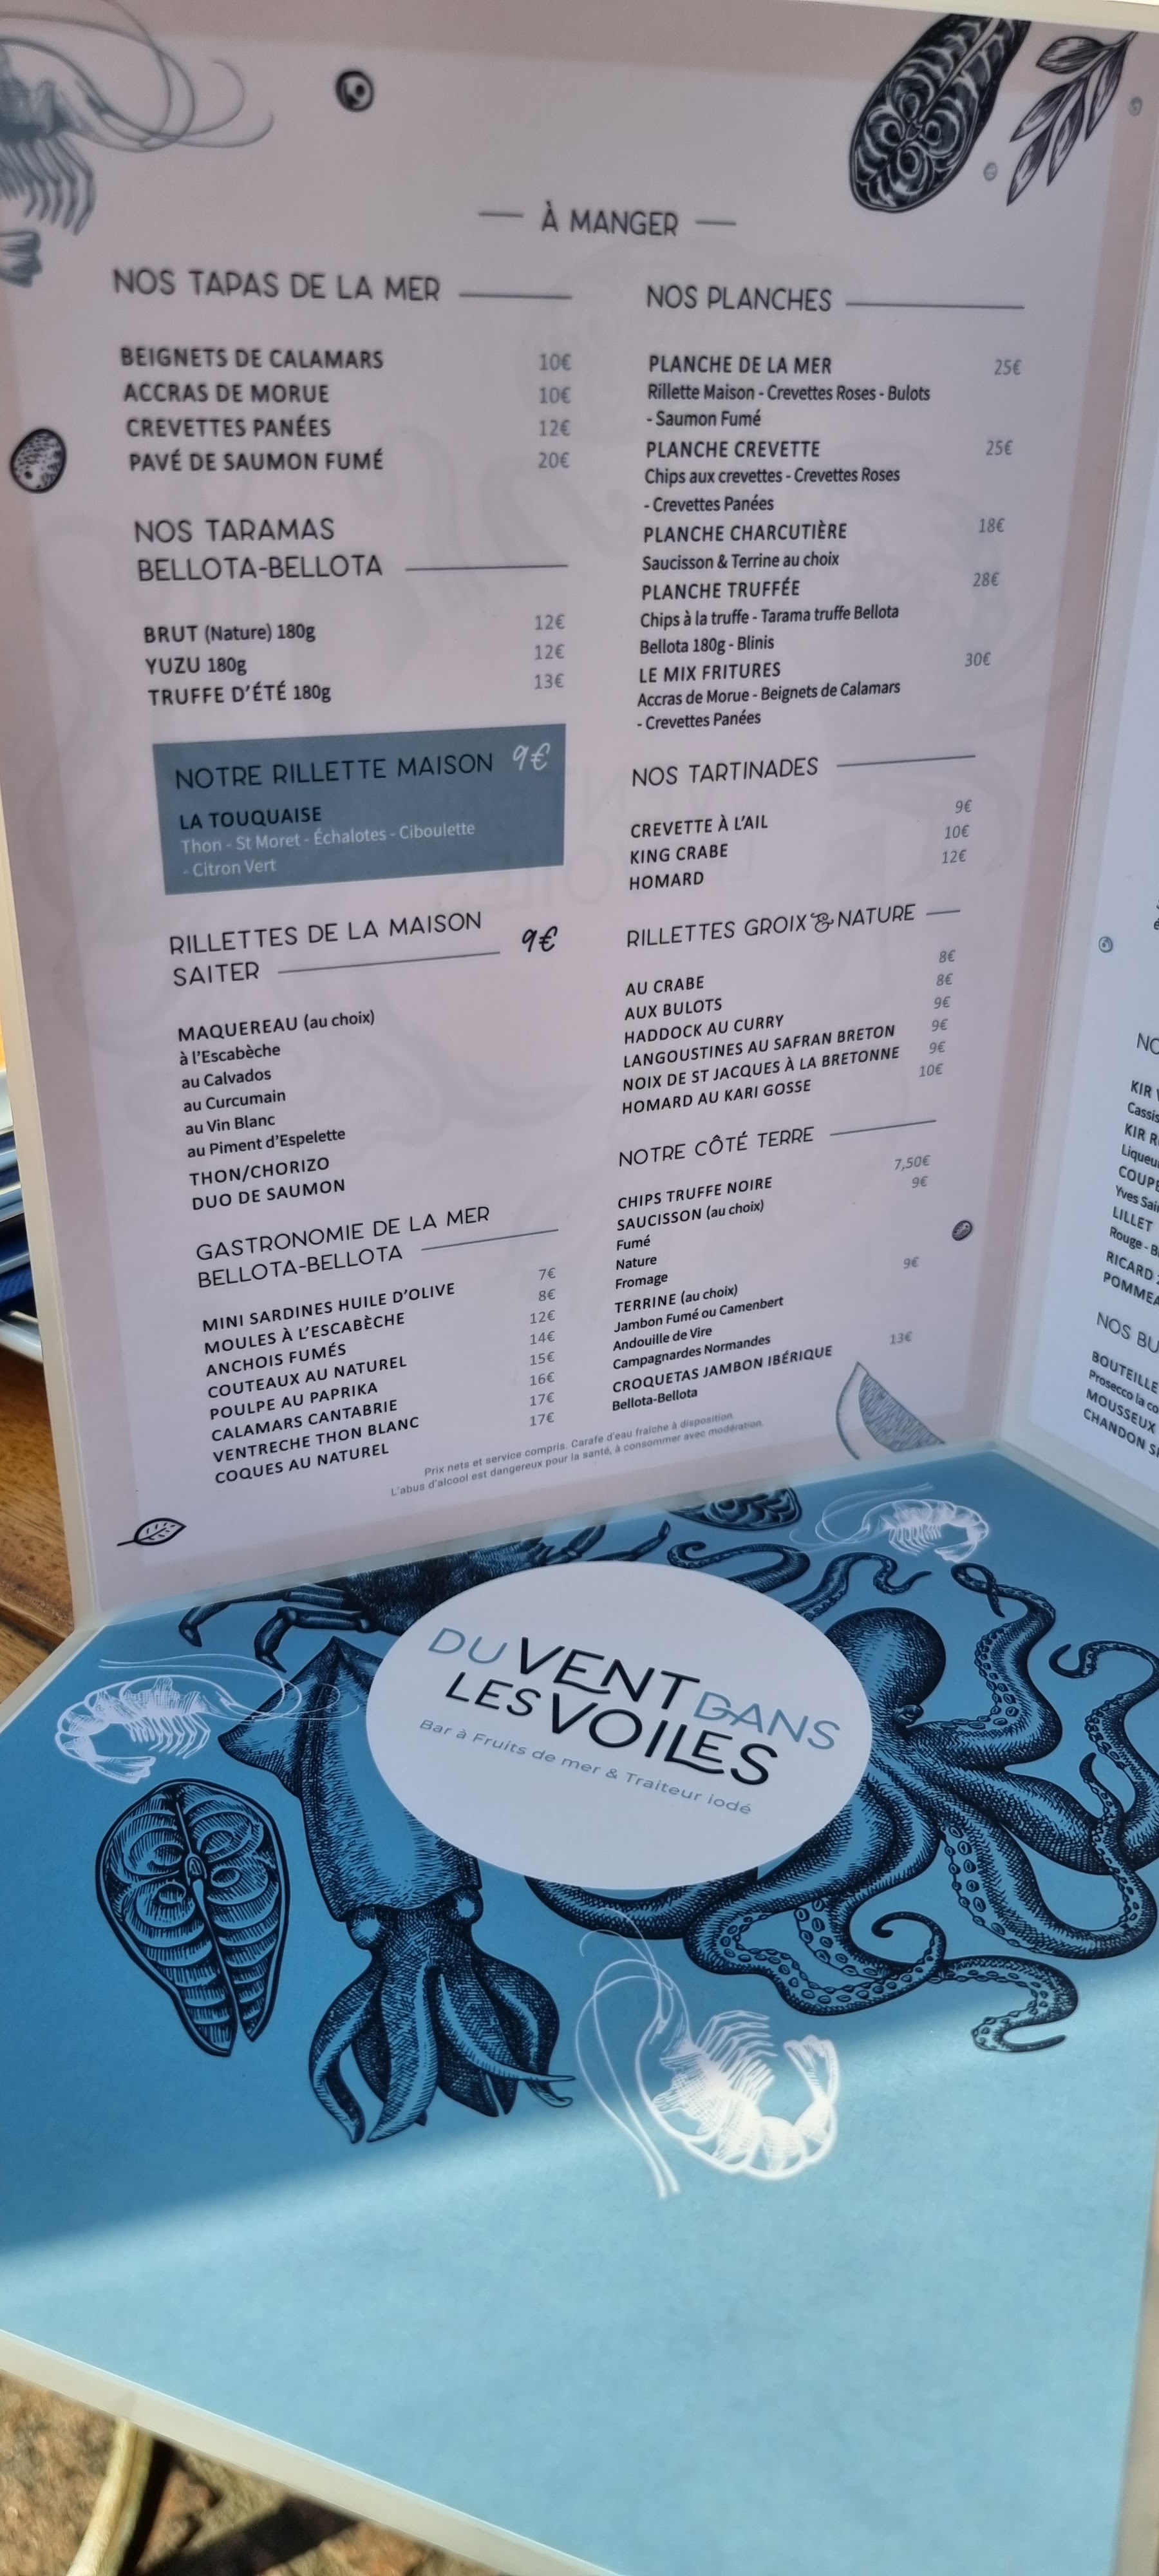 À MANGER
NOS TAPAS DE LA MER
BEIGNETS DE CALAMARS 10€
ACCRAS DE MORUE 10€
CREVETTES PANÉES 12€
PAVÉ DE SAUMON FUMÉ 20€
NOS TARAMAS
BELLOTA-BELLOTA
BRUT (Nature) 180g 12€
YUZU 180g 12€
TRUFFE D'ÉTÉ 180g 13€
NOTRE RILLETTE MAISON 9€
LA TOUQUAISE
Thon - St Moret - Échalotes - Ciboulette
- Citron Vert
RILLETTES DE LA MAISON
SAITER 9€
MAQUEREAU (au choix)
à l'Escabèche
au Calvados
au Curcumain
au Vin Blanc
au Piment d'Espelette
THON/CHORIZO
DUO DE SAUMON
GASTRONOMIE DE LA MER
BELLOTA-BELLOTA
MINI SARDINES HUILE D'OLIVE 7€
MOULES À L'ESCABÈCHE 8€
ANCHOIS FUMÉS 12€
COUTEAUX AU NATUREL 14€
POULPE AU PAPRIKA 15€
CALAMARS CANTABRIE 16€
VENTRECHE THON BLANC 17€
COQUES AU NATUREL 17€
NOS PLANCHES
PLANCHE DE LA MER 25€
Rillette Maison - Crevettes Roses - Bulots
- Saumon Fumé
PLANCHE CREVETTE 25€
Chips aux crevettes - Crevettes Roses
- Crevettes Panées
PLANCHE CHARCUTIÈRE 18€
Saucisson & Terrine au choix
PLANCHE TRUFFÉE 28€
Chips à la truffe - Tarama truffe Bellota
Bellota 180g - Blinis
LE MIX FRITURES 30€
Accras de Morue - Beignets de Calamars
- Crevettes Panées
NOS TARTINADES
CREVETTE À L'AIL 9€
KING CRABE 10€
HOMARD 12€
RILLETTES GROIX & NATURE
AU CRABE 8€
AUX BULOTS 8€
HADDOCK AU CURRY 9€
LANGOUSTINES AU SAFRAN BRETON 9€
NOIX DE ST JACQUES À LA BRETONNE 9€
HOMARD AU KARI GOSSE 10€
NOTRE CÔTÉ TERRE
CHIPS TRUFFE NOIRE 7,50€
SAUCISSON (au choix) 9€
Fumé
Nature
Fromage
TERRINE (au choix) 9€
Jambon Fumé ou Camenbert
Andouille de Vire
Campagnardes Normandes
CROQUETAS JAMBON IBÉRIQUE 13€
Bellota-Bellota
Prix nets et service compris. Carafe d'eau fraîche à disposition
L'abus d'alcool est dangereux pour la santé, à consommer avec modération
KIR
Cassis
KIR
COUPE
LILLET
Rouge -
RICARD
NOS
BOUTEILLE
Prosecco la
MOUSSEUX
CHANDON
DU VENT DANS
LES VOILES
Bar à Fruits de mer & Traiteur iodé